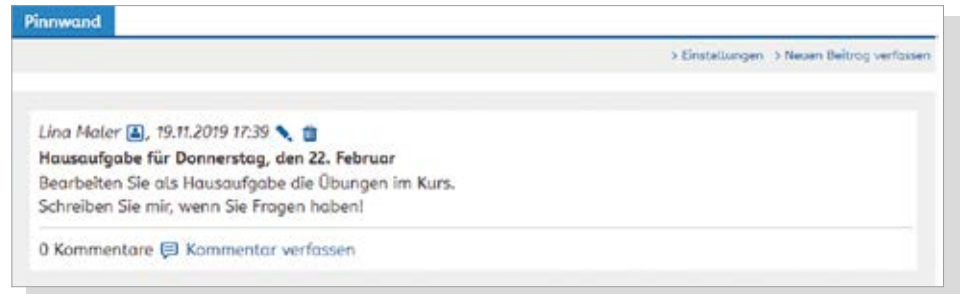 Pinnwand
> Einstellungen > Neuen Beitrag verfassen
Lina Maler, 19.11.2019 17:39
Hausaufgabe für Donnerstag, den 22. Februar
Bearbeiten Sie als Hausaufgabe die Übungen im Kurs.
Schreiben Sie mir, wenn Sie Fragen haben!
0 Kommentare Kommentar verfassen